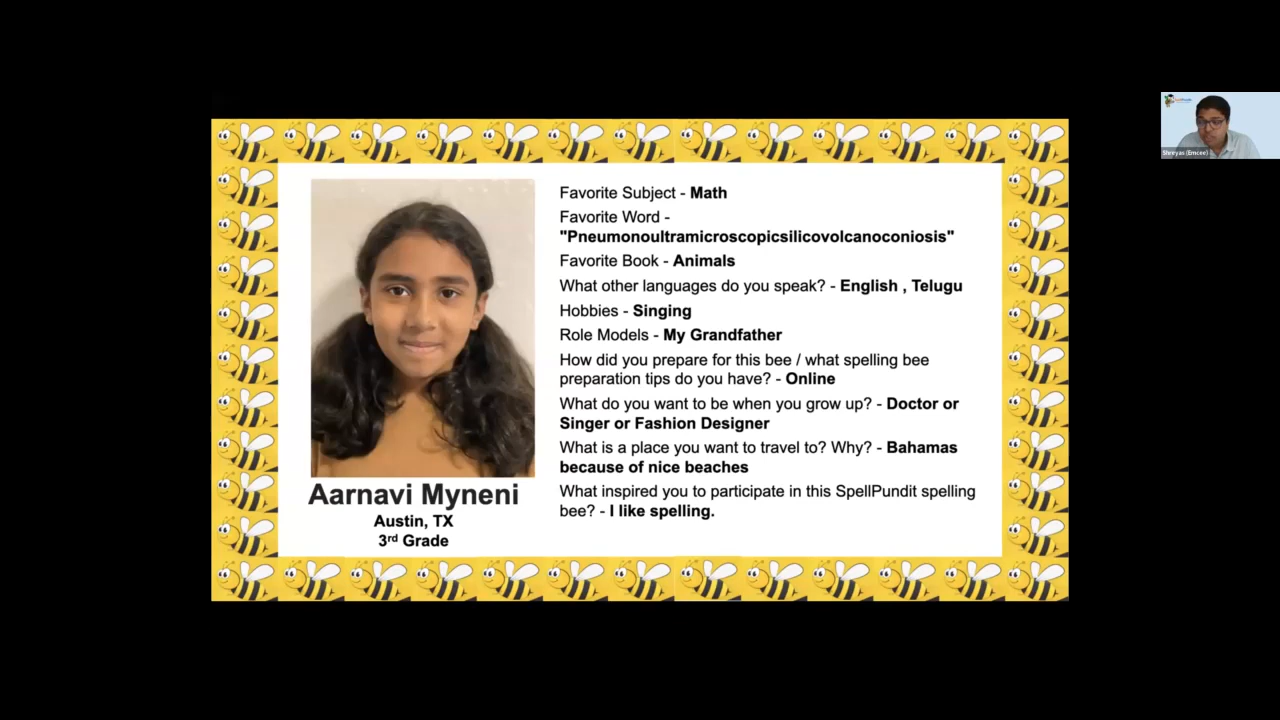 Favorite Subject - Math
Favorite Word -
"Pneumonoultramicroscopicsilicovolcanoconiosis"
Favorite Book - Animals
What other languages do you speak? - English , Telugu
Hobbies - Singing
Role Models - My Grandfather
How did you prepare for this bee / what spelling bee
preparation tips do you have? - Online
What do you want to be when you grow up? - Doctor or
Singer or Fashion Designer
What is a place you want to travel to? Why? - Bahamas
because of nice beaches
What inspired you to participate in this SpellPundit spelling
bee? - I like spelling.
Aarnavi Myneni
Austin, TX
3rd Grade
Shreyas (Emcee)